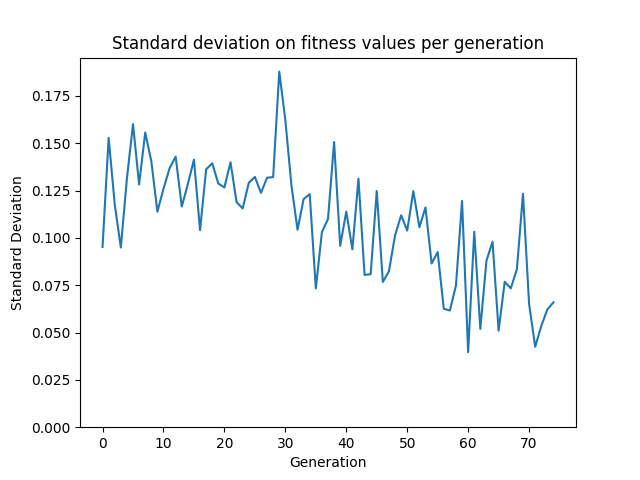 Standard deviation on fitness values per generation
0.175
0.150
0.125
0.100
0.075
0.050
0.025
0.000
Standard Deviation
0 10 20 30 40 50 60 70
Generation